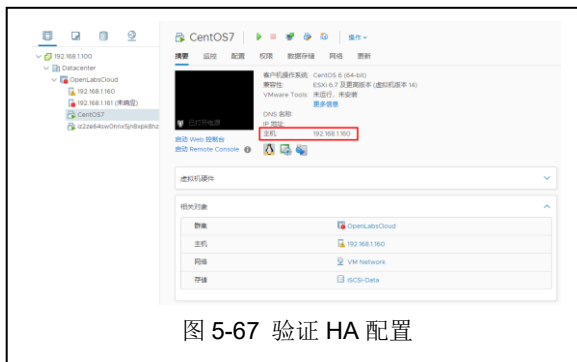 CentOS7
操作
192.168.1.100
Datacenter
OpenLabsCloud
192.168.1.160
192.168.1.161 (未响应)
CentOS7
摘要 监控 配置 权限 数据存储 网络 更新
已打开电源
客户机操作系统: CentOS 6 (64-bit)
兼容性: ESXi 6.7 及更高版本 (虚拟机版本 14)
VMware Tools: 未运行，未安装
更多信息
DNS 名称:
IP 地址:
主机: 192.168.1.160
启动 Web 控制台
启动 Remote Console
虚拟机硬件
相关对象
群集 OpenLabsCloud
主机 192.168.1.160
网络 VM Network
存储 iSCSI-Data
图 5-67 验证 HA 配置